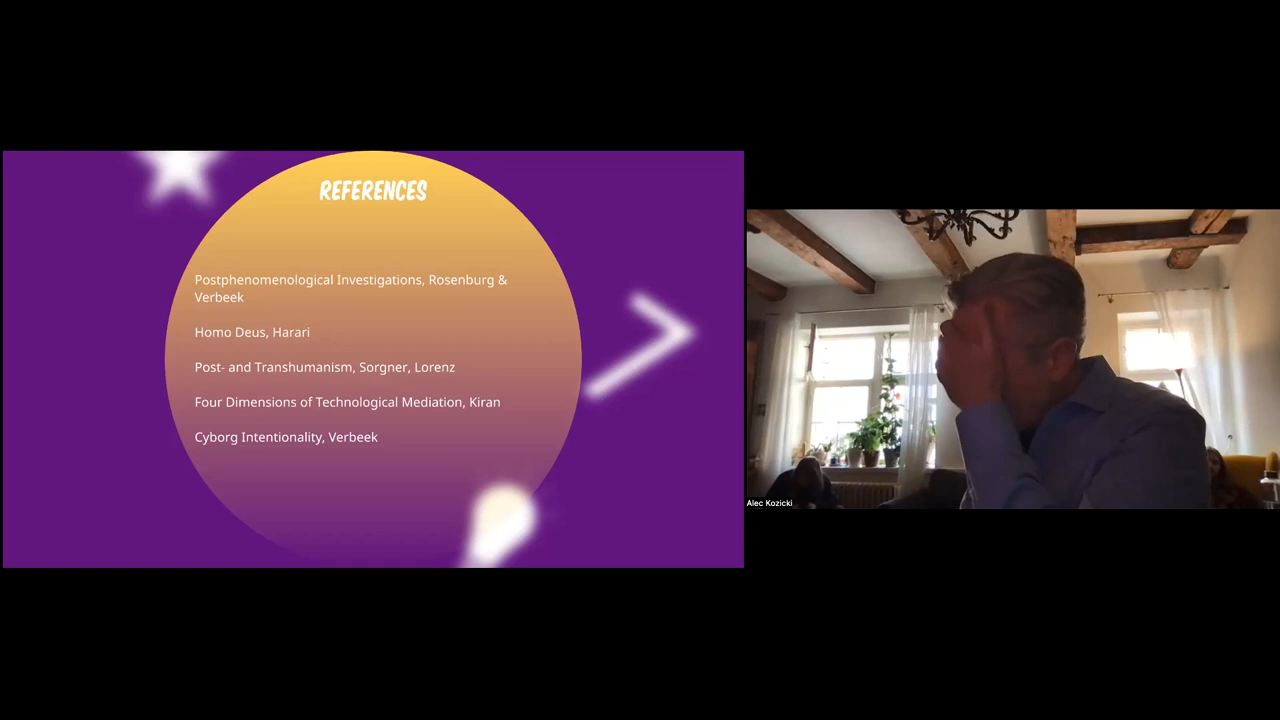 REFERENCES
Postphenomenological Investigations, Rosenburg &
Verbeek
Homo Deus, Harari
Post- and Transhumanism, Sorgner, Lorenz
Four Dimensions of Technological Mediation, Kiran
Cyborg Intentionality, Verbeek
Alec Kozicki